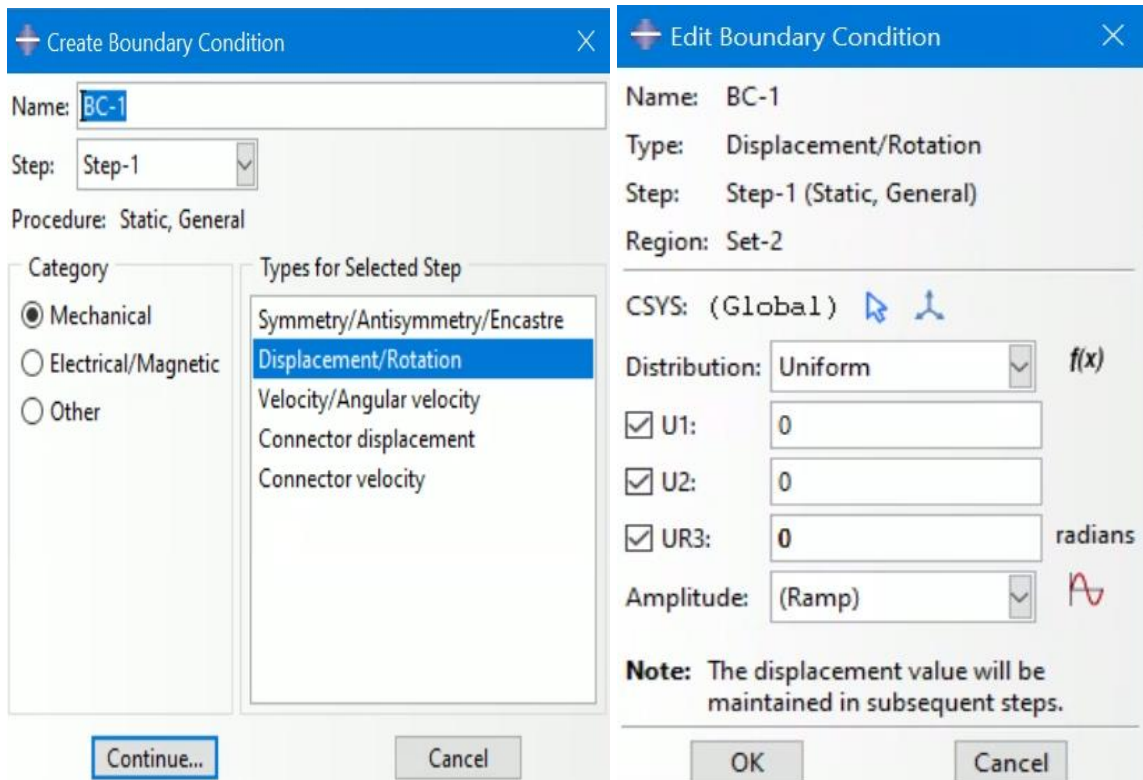 Create Boundary Condition
Name: BC-1
Step: Step-1
Procedure: Static, General
Category
Mechanical
Electrical/Magnetic
Other
Types for Selected Step
Symmetry/Antisymmetry/Encastre
Displacement/Rotation
Velocity/Angular velocity
Connector displacement
Connector velocity
Continue...
Cancel
Edit Boundary Condition
Name: BC-1
Type: Displacement/Rotation
Step: Step-1 (Static, General)
Region: Set-2
CSYS: (Global)
Distribution: Uniform f(x)
U1: 0
U2: 0
UR3: 0 radians
Amplitude: (Ramp)
Note: The displacement value will be
maintained in subsequent steps.
OK
Cancel